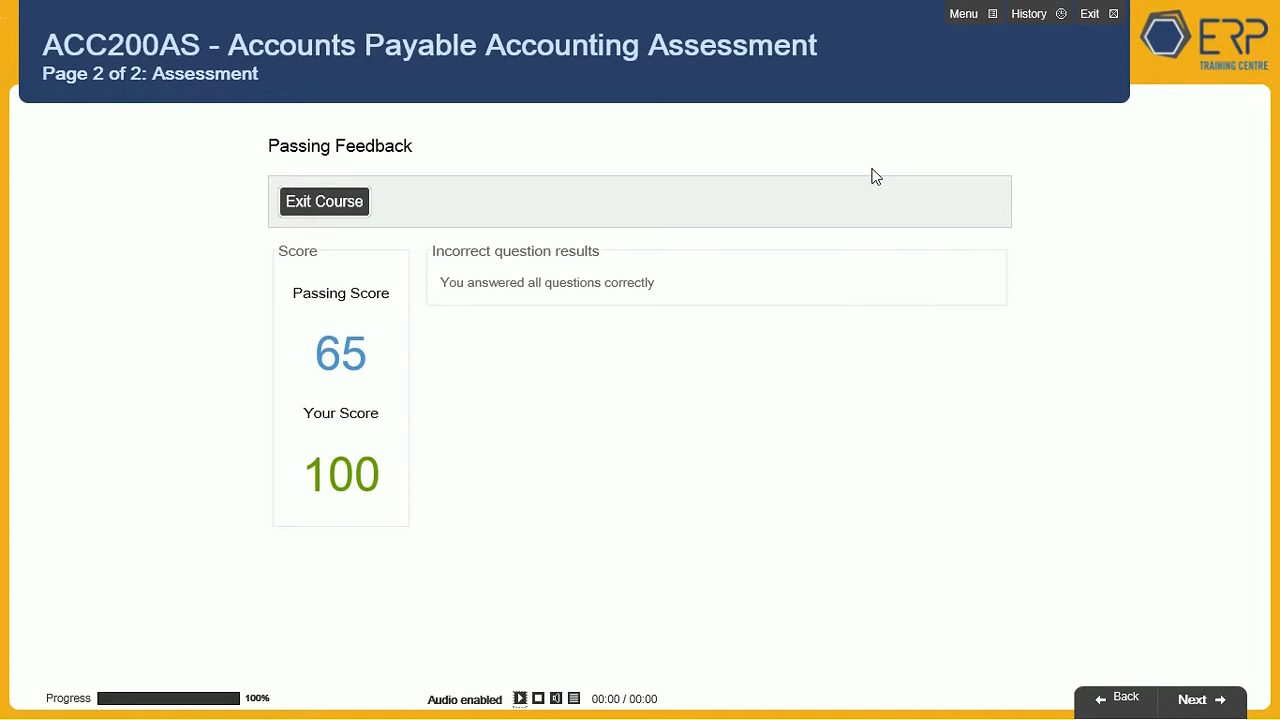 Menu
History
Exit
ACC200AS - Accounts Payable Accounting Assessment
Page 2 of 2: Assessment
ERP
TRAINING CENTRE
Passing Feedback
Exit Course
Score
Passing Score
65
Your Score
100
Incorrect question results
You answered all questions correctly
Progress
100%
Audio enabled
00:00 / 00:00
Back
Next